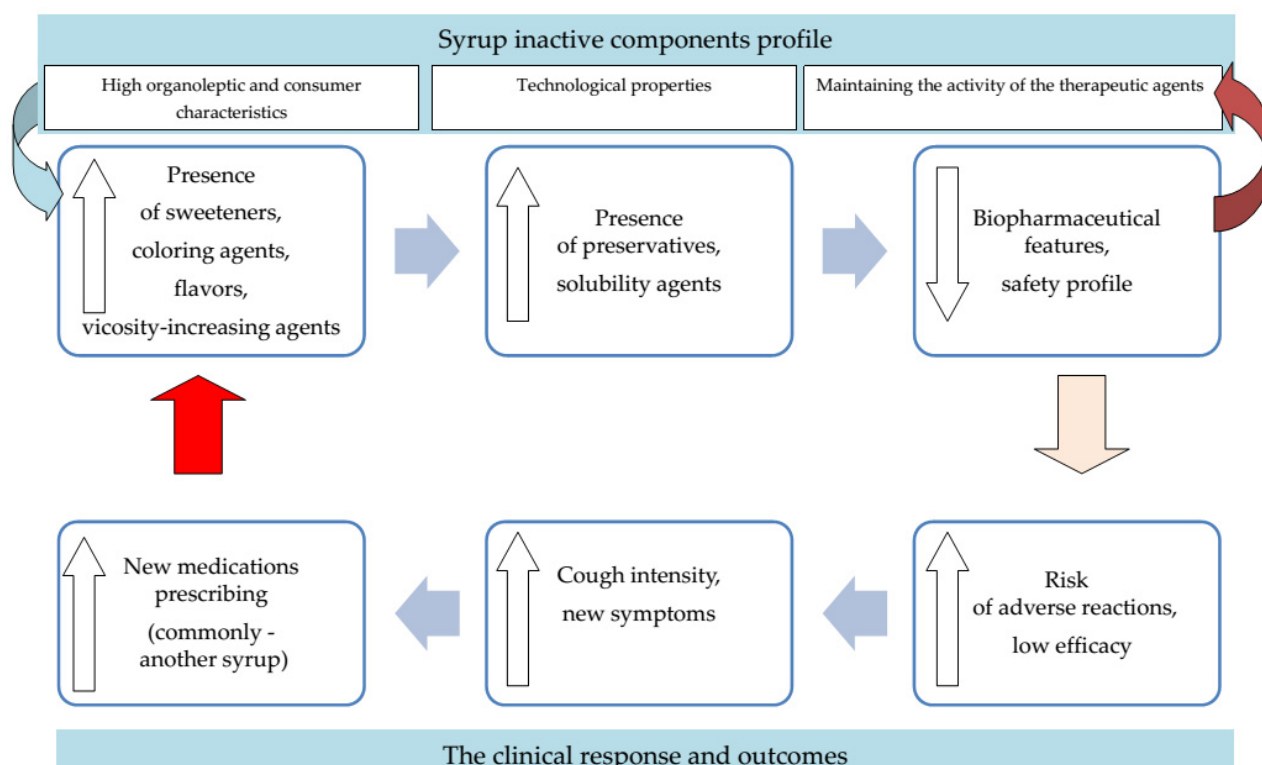 Syrup inactive components profile
High organoleptic and consumer
characteristics
Technological properties
Maintaining the activity of the therapeutic agents
Presence
of sweeteners,
coloring agents,
flavors,
vicosity-increasing agents
Presence
of preservatives,
solubility agents
Biopharmaceutical
features,
safety profile
New medications
prescribing
(commonly -
another syrup)
Cough intensity,
new symptoms
Risk
of adverse reactions,
low efficacy
The clinical response and outcomes